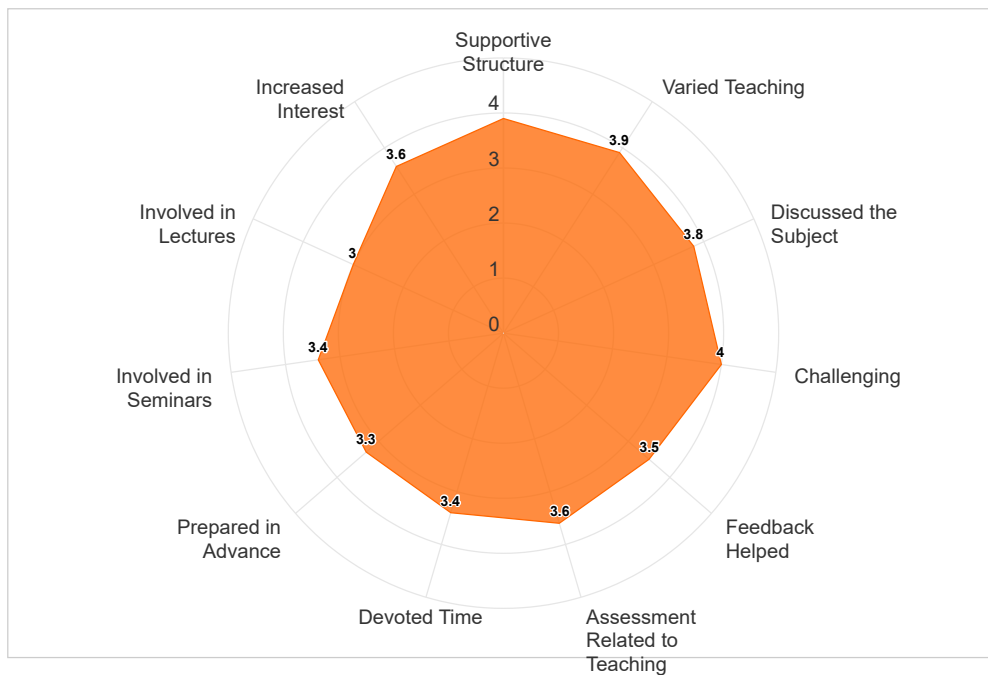 Supportive
Structure
Increased
Interest
Varied Teaching
4
3.9
3.6
3
Involved in
Lectures
Discussed the
Subject
3.8
2
3
1
0
3.4
4
Involved in
Seminars
Challenging
3.3
3.5
3.4
3.6
Prepared in
Advance
Feedback
Helped
Devoted Time
Assessment
Related to
Teaching